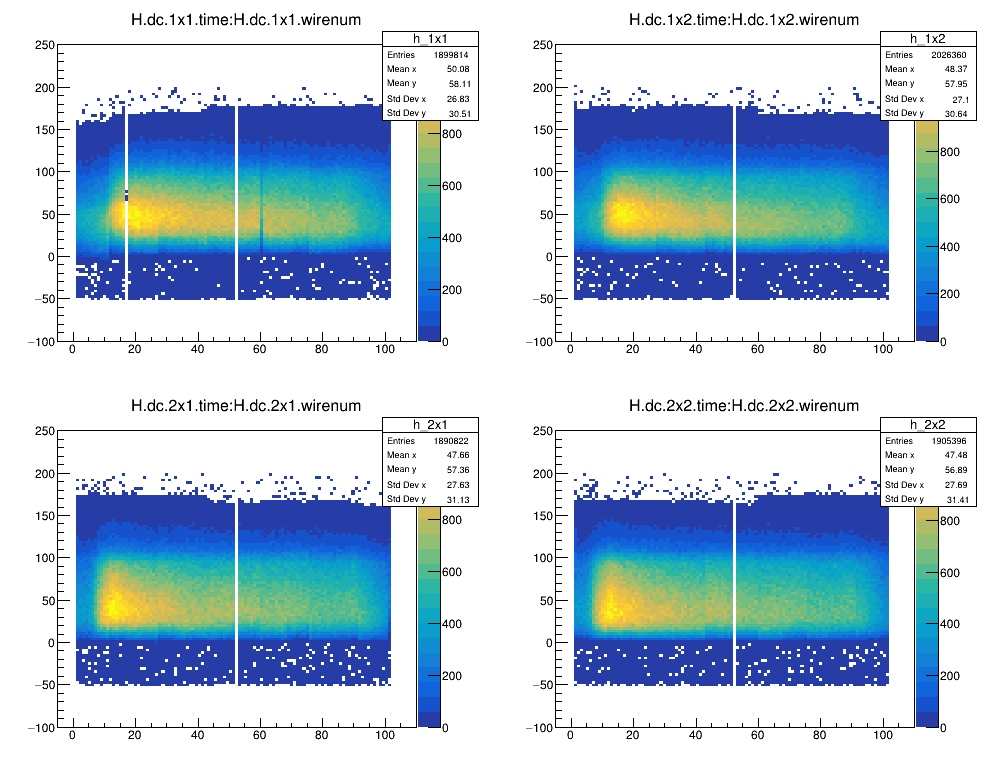 H.dc.1x1.time:H.dc.1x1.wirenum
h_1x1
Entries 1899814
Mean x 50.08
Mean y 58.11
Std Dev x 26.83
Std Dev y 30.51
250
200
150
100
50
0
−50
−100
0 20 40 60 80 100
800
600
400
200
0
H.dc.1x2.time:H.dc.1x2.wirenum
h_1x2
Entries 2026360
Mean x 48.37
Mean y 57.95
Std Dev x 27.1
Std Dev y 30.64
250
200
150
100
50
0
−50
−100
0 20 40 60 80 100
800
600
400
200
0
H.dc.2x1.time:H.dc.2x1.wirenum
h_2x1
Entries 1890822
Mean x 47.66
Mean y 57.36
Std Dev x 27.63
Std Dev y 31.13
250
200
150
100
50
0
−50
−100
0 20 40 60 80 100
800
600
400
200
0
H.dc.2x2.time:H.dc.2x2.wirenum
h_2x2
Entries 1905396
Mean x 47.48
Mean y 56.89
Std Dev x 27.69
Std Dev y 31.41
250
200
150
100
50
0
−50
−100
0 20 40 60 80 100
800
600
400
200
0